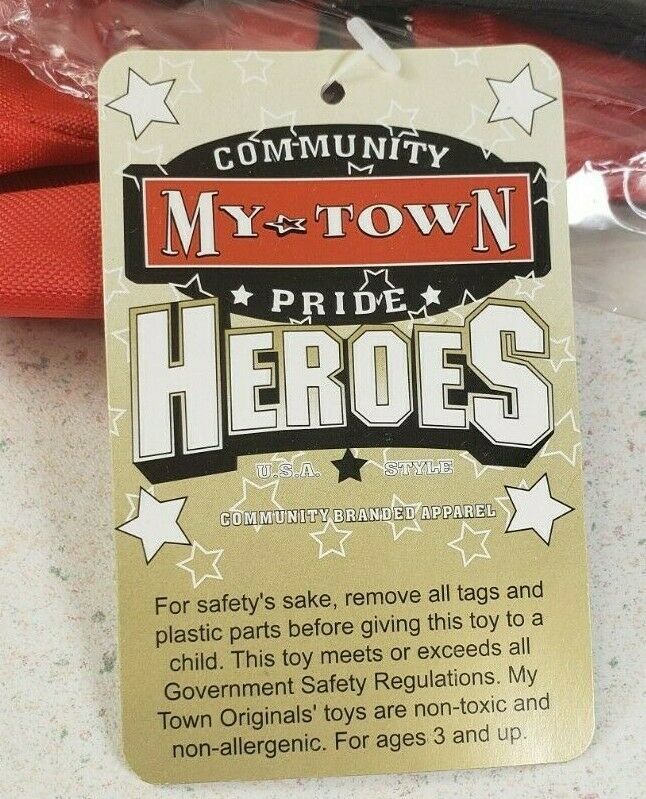 COMMUNITY
MY TOWN
PRIDE
HEROES
U.S.A. STYLE
COMMUNITY BRANDED APPAREL
For safety's sake, remove all tags and
plastic parts before giving this toy to a
child. This toy meets or exceeds all
Government Safety Regulations. My
Town Originals' toys are non-toxic and
non-allergenic. For ages 3 and up.